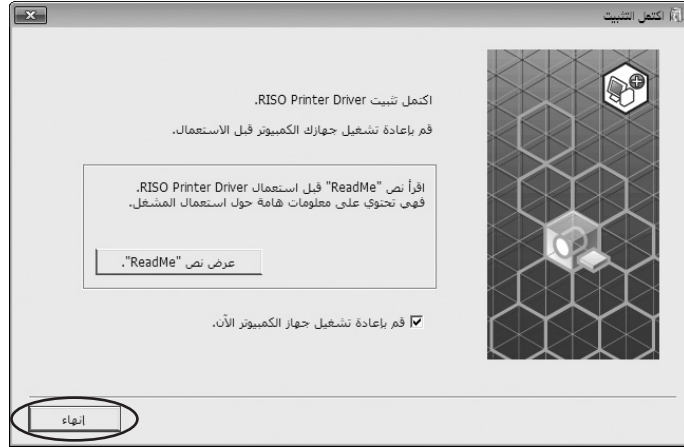 اكتمل التثبيت
اكتمل تثبيت RISO Printer Driver.
قم بإعادة تشغيل جهازك الكمبيوتر قبل الاستعمال.
اقرأ نص "ReadMe" قبل استعمال RISO Printer Driver.
فهي تحتوي على معلومات هامة حول استعمال المشغل.
عرض نص "ReadMe".
قم بإعادة تشغيل جهاز الكمبيوتر الآن.
إنهاء